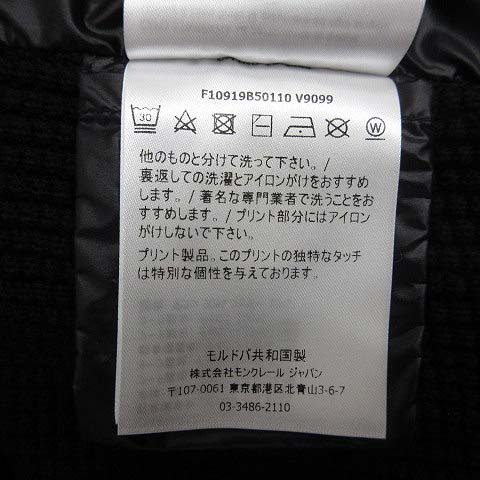 F10919B50110 V9099
30
W
他のものと分けて洗って下さい。/
裏返しての洗濯とアイロンがけをおすすめ
します。/ 著名な専門業者で洗うことをお
すすめします。/ プリント部分にはアイロン
がけしないで下さい。
プリント製品。このプリントの独特なタッチ
は特別な個性を与えております。
モルドバ共和国製
株式会社モンクレール ジャパン
〒107-0061 東京都港区北青山3-6-7
03-3486-2110